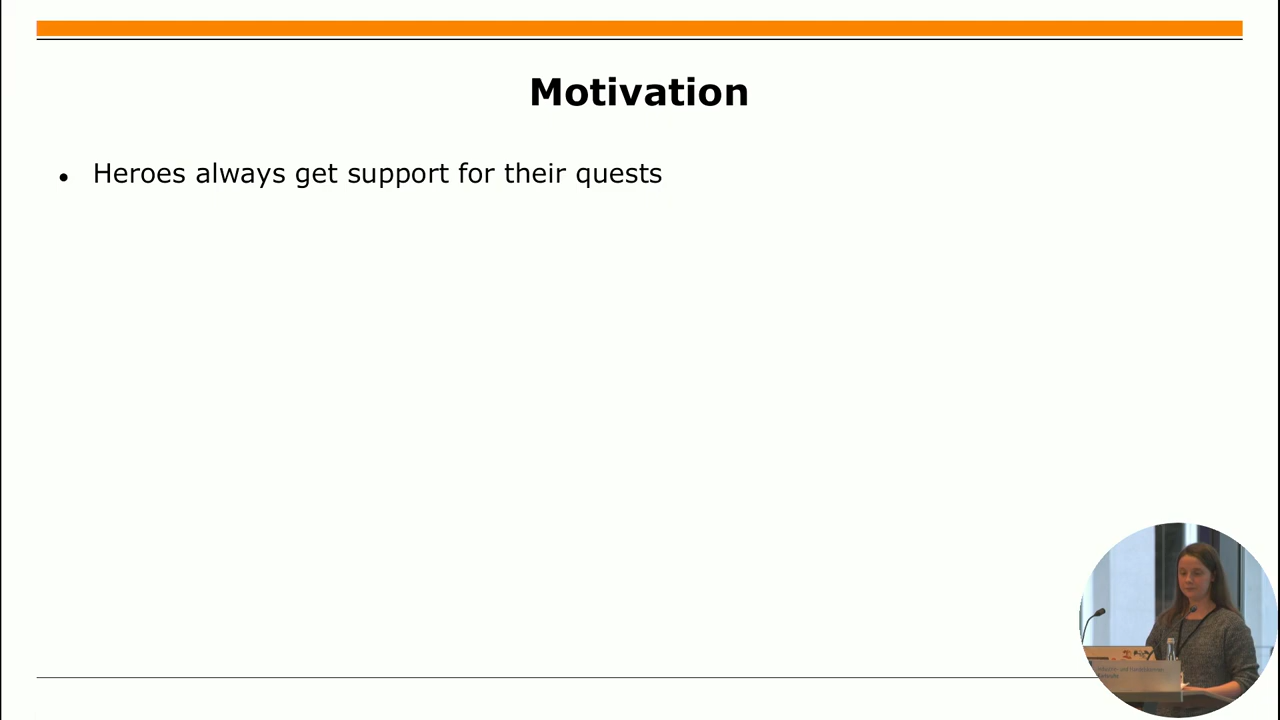 Motivation
• Heroes always get support for their quests